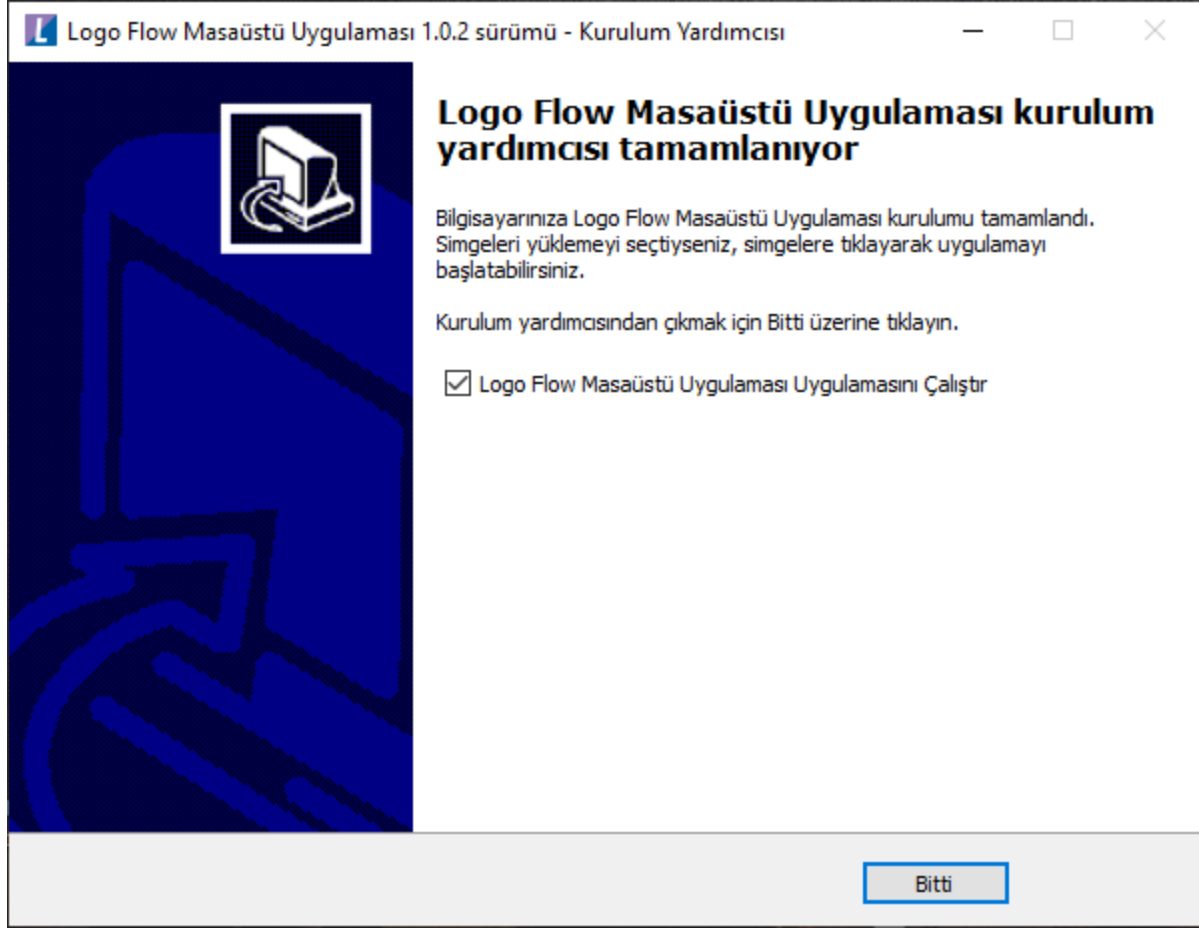 Logo Flow Masaüstü Uygulaması 1.0.2 sürümü - Kurulum Yardımcısı
Logo Flow Masaüstü Uygulaması kurulum
yardımcısı tamamlanıyor
Bilgisayarınıza Logo Flow Masaüstü Uygulaması kurulumu tamamlandı.
Simgeleri yüklemeyi seçtiyseniz, simgelere tıklayarak uygulamayı
başlatabilirsiniz.
Kurulum yardımcısından çıkmak için Bitti üzerine tıklayın.
Logo Flow Masaüstü Uygulaması Uygulamasını Çalıştır
Bitti